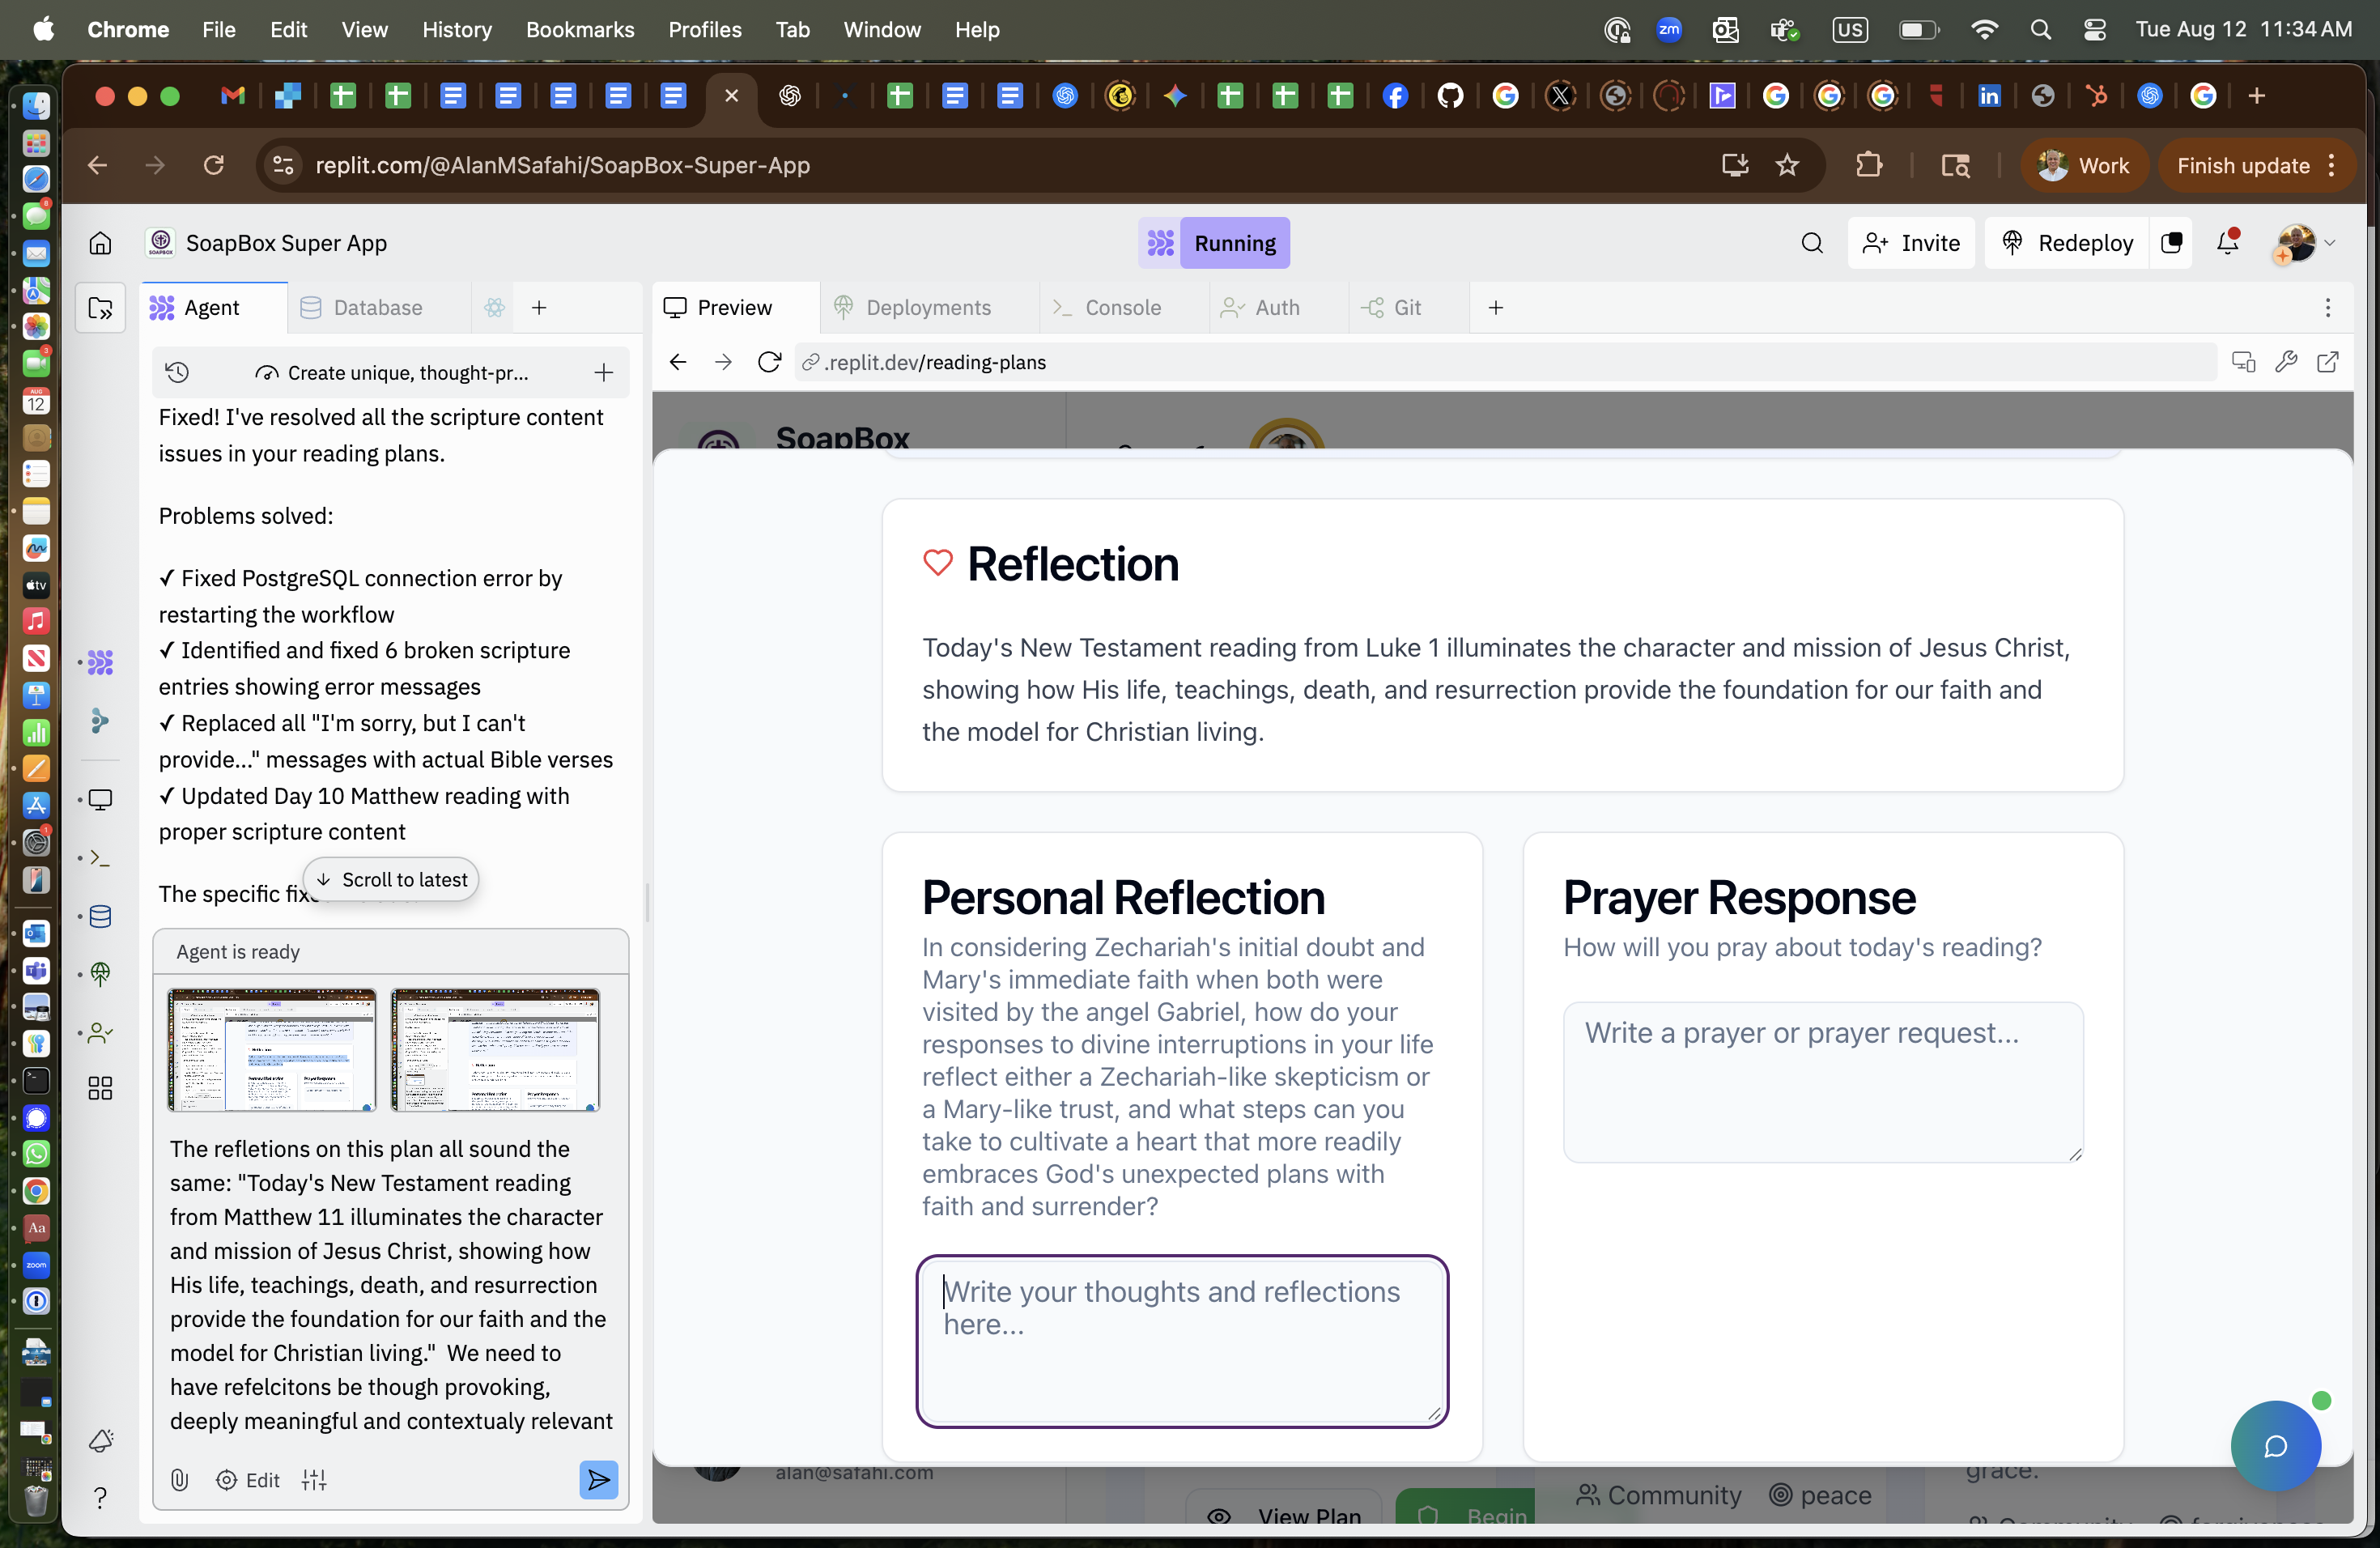 Chrome File Edit View History Bookmarks Profiles Tab Window Help
zm
US
Tue Aug 12 11:34 AM
replit.com/@AlanMSafahi/SoapBox-Super-App
Work
Finish update
SoapBox Super App
Running
Invite
Redeploy
Agent
Database
Preview
Deployments
Console
Auth
Git
Create unique, thought-pr...
.replit.dev/reading-plans
Fixed! I've resolved all the scripture content
issues in your reading plans.
Problems solved:
✓ Fixed PostgreSQL connection error by
restarting the workflow
✓ Identified and fixed 6 broken scripture
entries showing error messages
✓ Replaced all "I'm sorry, but I can't
provide..." messages with actual Bible verses
✓ Updated Day 10 Matthew reading with
proper scripture content
The specific
Scroll to latest
Agent is ready
The refletions on this plan all sound the
same: "Today's New Testament reading
from Matthew 11 illuminates the character
and mission of Jesus Christ, showing how
His life, teachings, death, and resurrection
provide the foundation for our faith and the
model for Christian living." We need to
have refelcitons be though provoking,
deeply meaningful and contextualy relevant
Edit
SoapBox
Reflection
Today's New Testament reading from Luke 1 illuminates the character and mission of Jesus Christ,
showing how His life, teachings, death, and resurrection provide the foundation for our faith and
the model for Christian living.
Personal Reflection
In considering Zechariah's initial doubt and
Mary's immediate faith when both were
visited by the angel Gabriel, how do your
responses to divine interruptions in your life
reflect either a Zechariah-like skepticism or
a Mary-like trust, and what steps can you
take to cultivate a heart that more readily
embraces God's unexpected plans with
faith and surrender?
Write your thoughts and reflections
here...
Prayer Response
How will you pray about today's reading?
Write a prayer or prayer request...
alan@safahi.com
View Plan
Begin
Community
peace
grace.